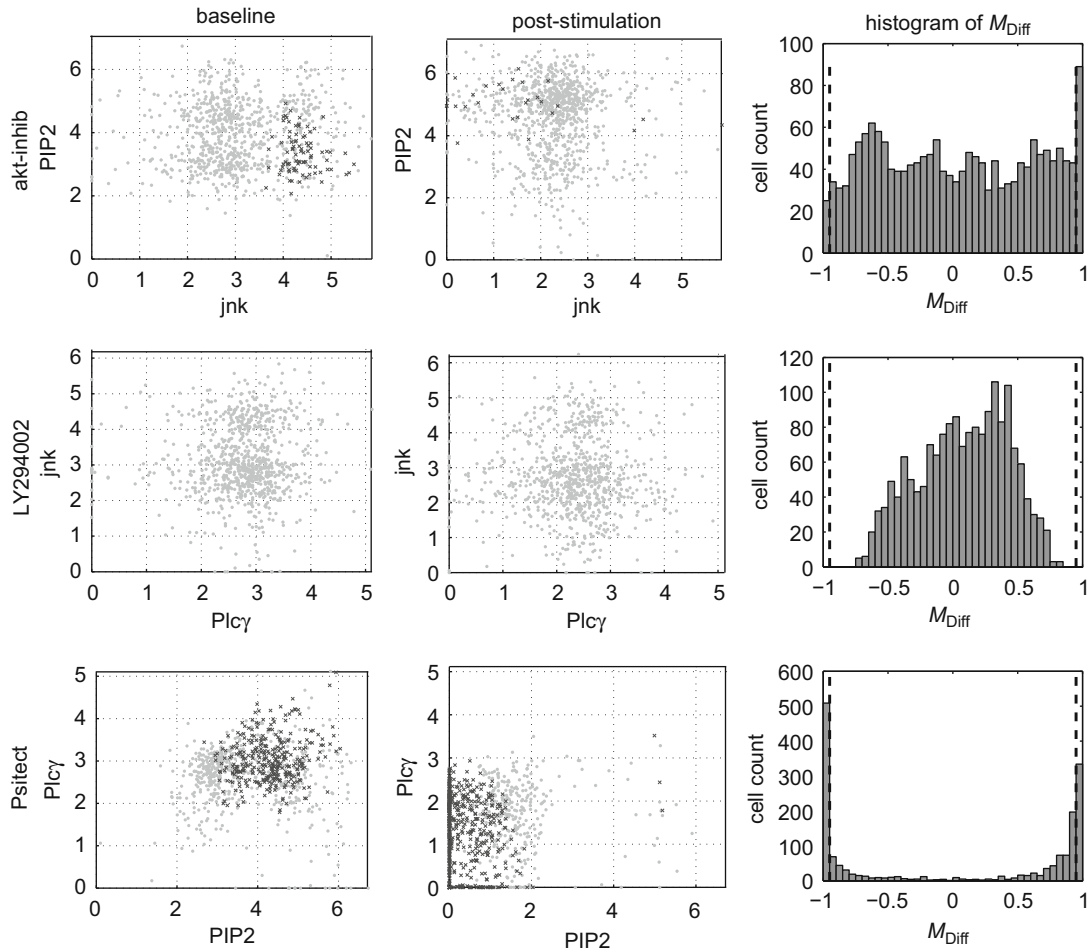 baseline
post-stimulation
histogram of M_Diff
akt-inhib
PIP2
6
4
2
0
0 1 2 3 4 5
jnk
PIP2
6
4
2
0
0 1 2 3 4 5
jnk
cell count
100
80
60
40
20
0
−1 −0.5 0 0.5 1
M_Diff
LY294002
jnk
6
5
4
3
2
1
0
0 1 2 3 4 5
Plcγ
jnk
6
5
4
3
2
1
0
0 1 2 3 4 5
Plcγ
cell count
120
100
80
60
40
20
0
−1 −0.5 0 0.5 1
M_Diff
Psitect
Plcγ
5
4
3
2
1
0
0 2 4 6
PIP2
Plcγ
5
4
3
2
1
0
0 2 4 6
PIP2
cell count
600
500
400
300
200
100
0
−1 −0.5 0 0.5 1
M_Diff